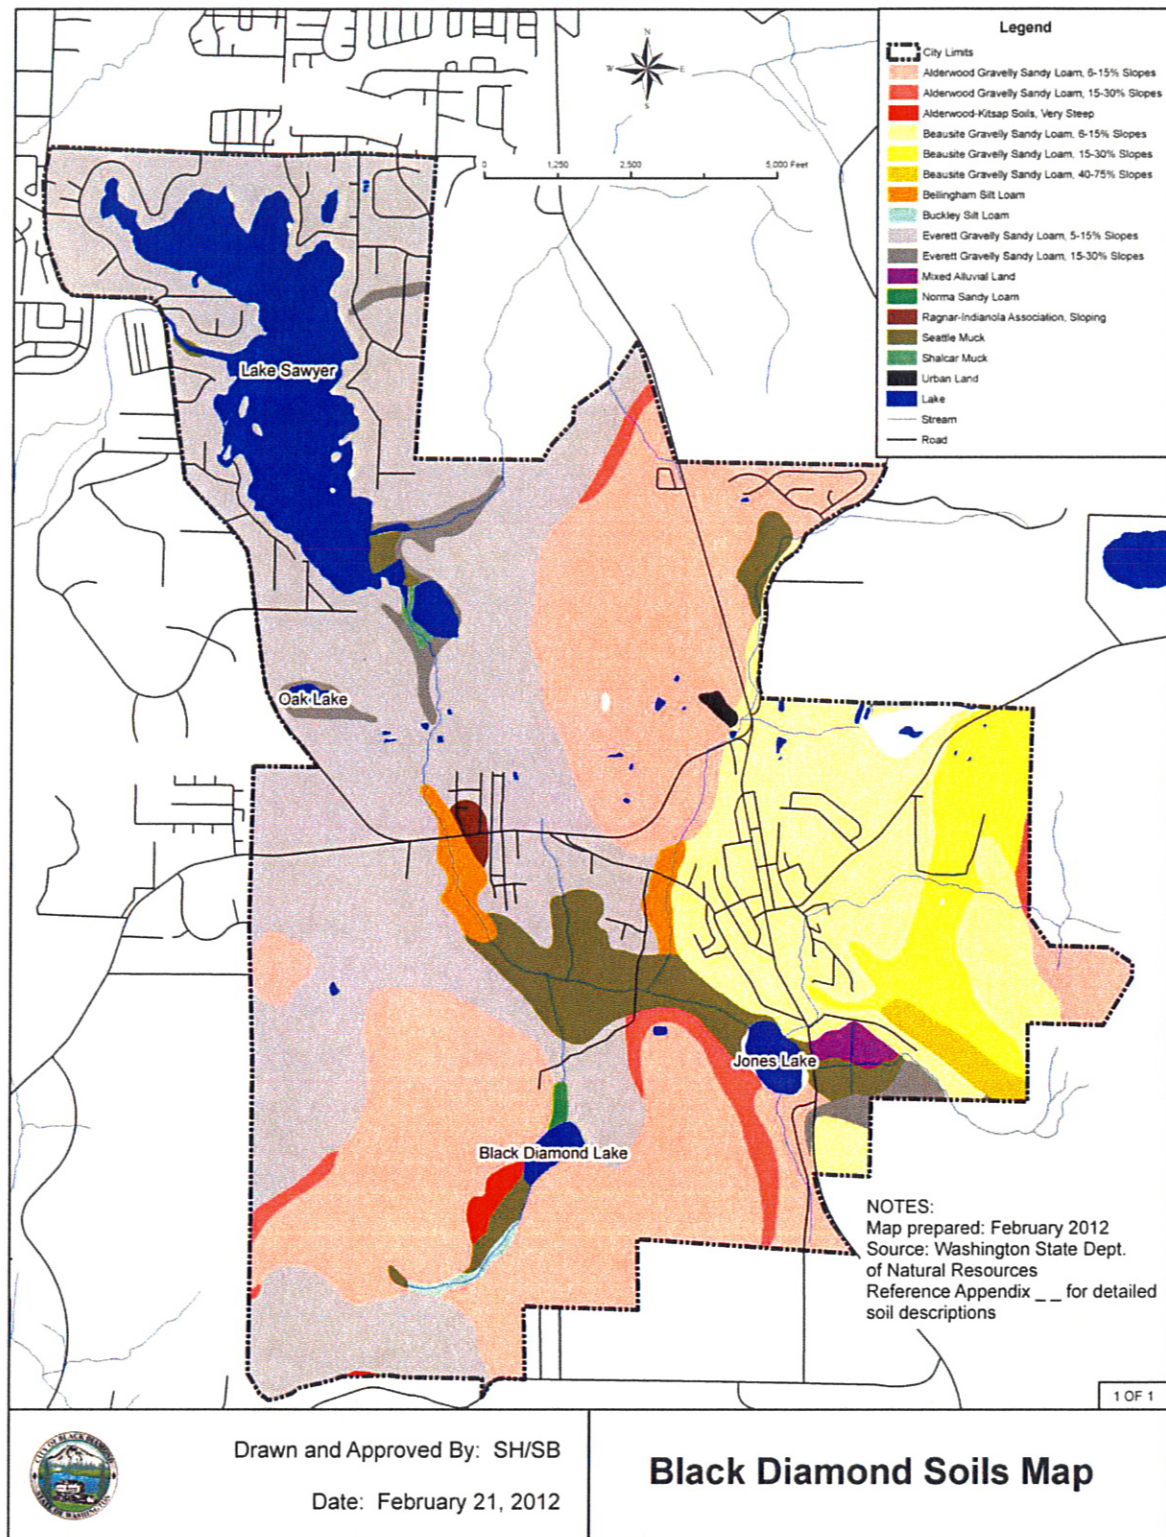 Legend
City Limits
Alderwood Gravelly Sandy Loam, 6-15% Slopes
Alderwood Gravelly Sandy Loam, 15-30% Slopes
Alderwood-Kitsap Soils, Very Steep
Beausite Gravelly Sandy Loam, 6-15% Slopes
Beausite Gravelly Sandy Loam, 15-30% Slopes
Beausite Gravelly Sandy Loam, 40-75% Slopes
Bellingham Silt Loam
Buckley Silt Loam
Everett Gravelly Sandy Loam, 5-15% Slopes
Everett Gravelly Sandy Loam, 15-30% Slopes
Mixed Alluvial Land
Norma Sandy Loam
Ragnar-Indianola Association, Sloping
Seattle Muck
Shalcar Muck
Urban Land
Lake
Stream
Road
N
W E
S
0 1,250 2,500 5,000 Feet
Lake Sawyer
Oak Lake
Jones Lake
Black Diamond Lake
NOTES:
Map prepared: February 2012
Source: Washington State Dept.
of Natural Resources
Reference Appendix _ _ for detailed
soil descriptions
1 OF 1
CITY OF BLACK DIAMOND
STATE OF WASHINGTON
Drawn and Approved By: SH/SB
Date: February 21, 2012
Black Diamond Soils Map